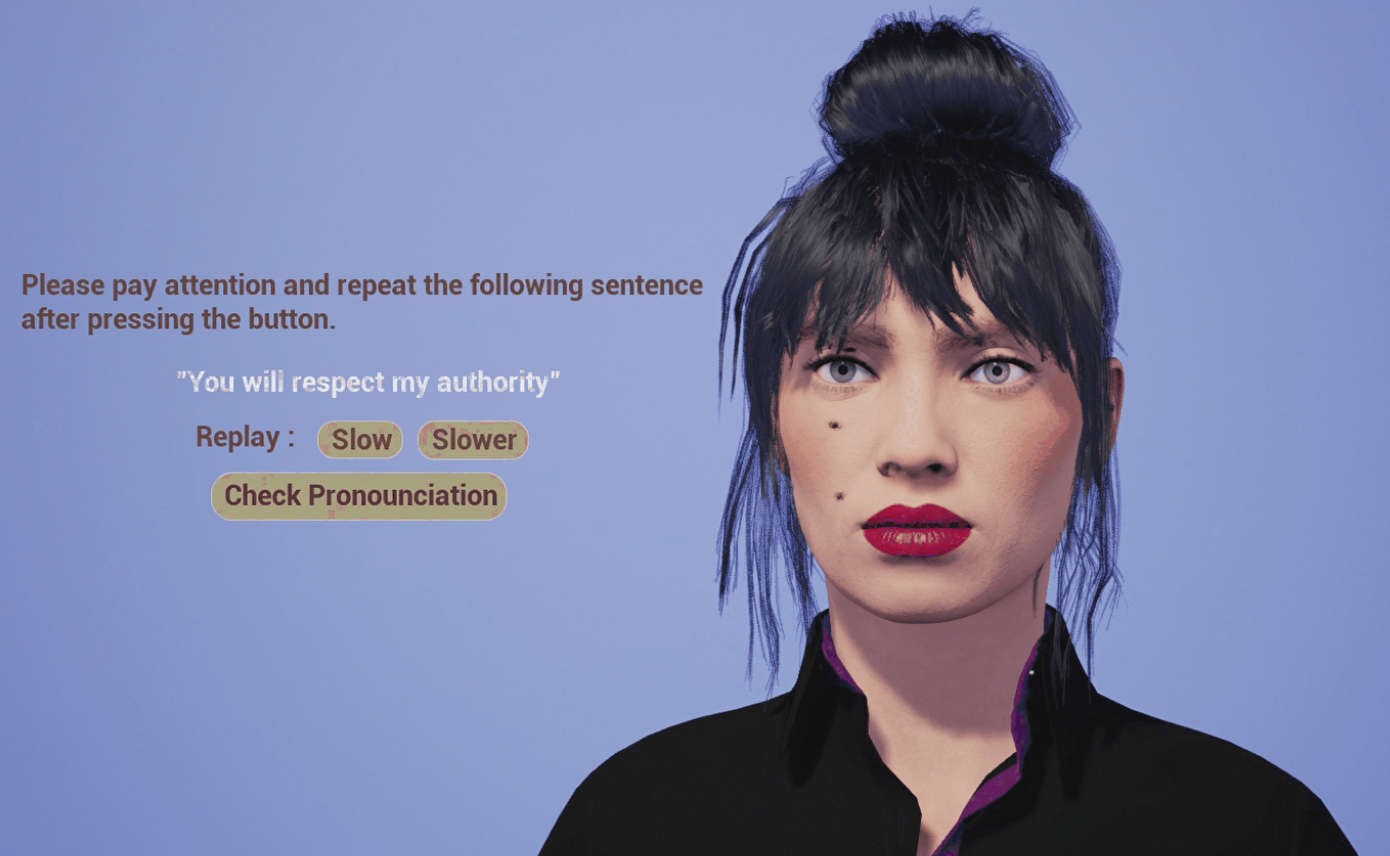 Please pay attention and repeat the following sentence
after pressing the button.
"You will respect my authority"
Replay : Slow Slower
Check Pronounciation